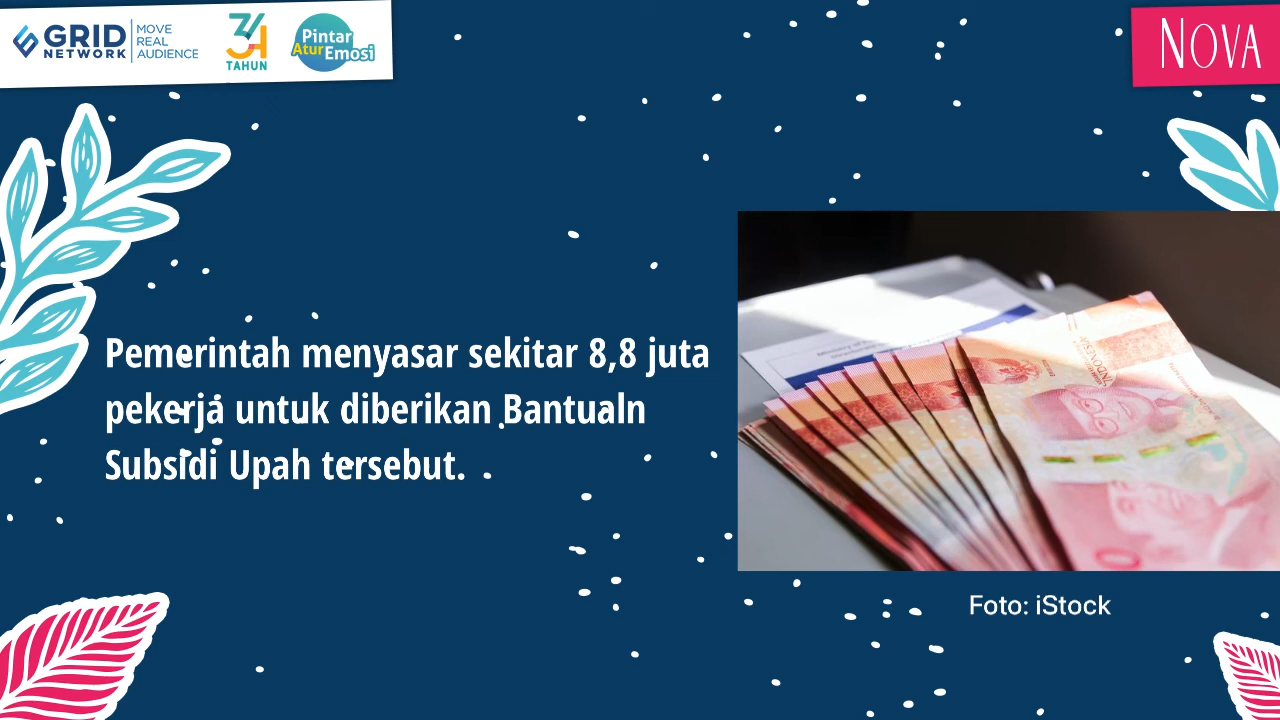 GRID
NETWORK
MOVE
REAL
AUDIENCE
34
TAHUN
Pintar
Atur Emosi
NOVA
Pemerintah menyasar sekitar 8,8 juta
pekerja untuk diberikan Bantualn
Subsidi Upah tersebut.
INDONESIA
Foto: iStock